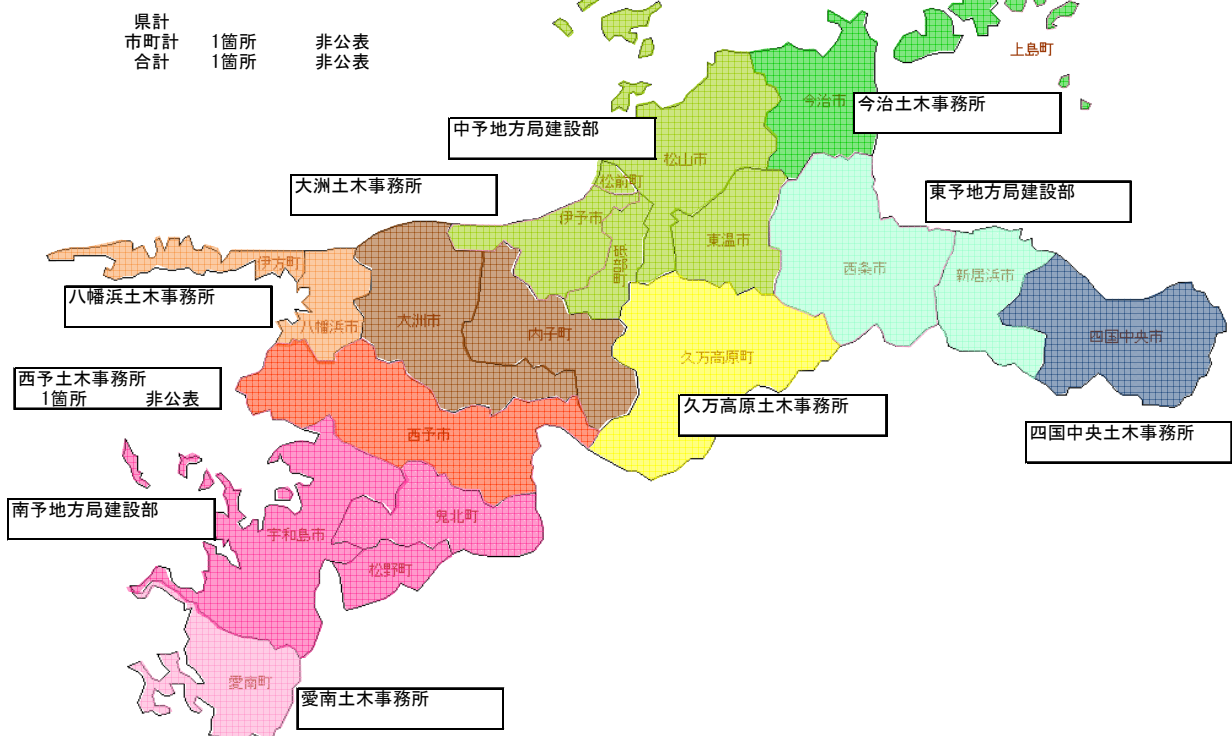 県計
市町計 1箇所 非公表
合計 1箇所 非公表
上島町
今治市
今治土木事務所
中予地方局建設部
松山市
大洲土木事務所
松前町
東予地方局建設部
伊予市
東温市
砥部町
伊方町
西条市
新居浜市
八幡浜土木事務所
八幡浜市
大洲市
内子町
四国中央市
久万高原町
西予土木事務所
1箇所 非公表
久万高原土木事務所
西予市
四国中央土木事務所
南予地方局建設部
鬼北町
宇和島市
松野町
愛南町
愛南土木事務所